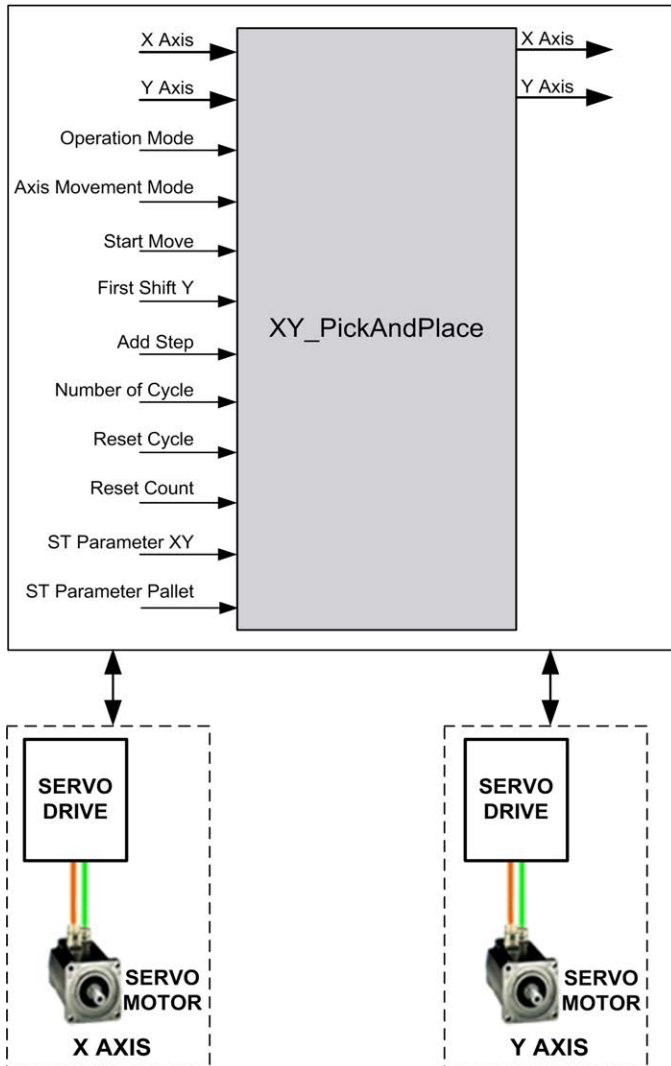 X Axis
X Axis
Y Axis
Y Axis
Operation Mode
Axis Movement Mode
Start Move
First Shift Y
XY_PickAndPlace
Add Step
Number of Cycle
Reset Cycle
Reset Count
ST Parameter XY
ST Parameter Pallet
SERVO
DRIVE
SERVO
MOTOR
X AXIS
SERVO
DRIVE
SERVO
MOTOR
Y AXIS